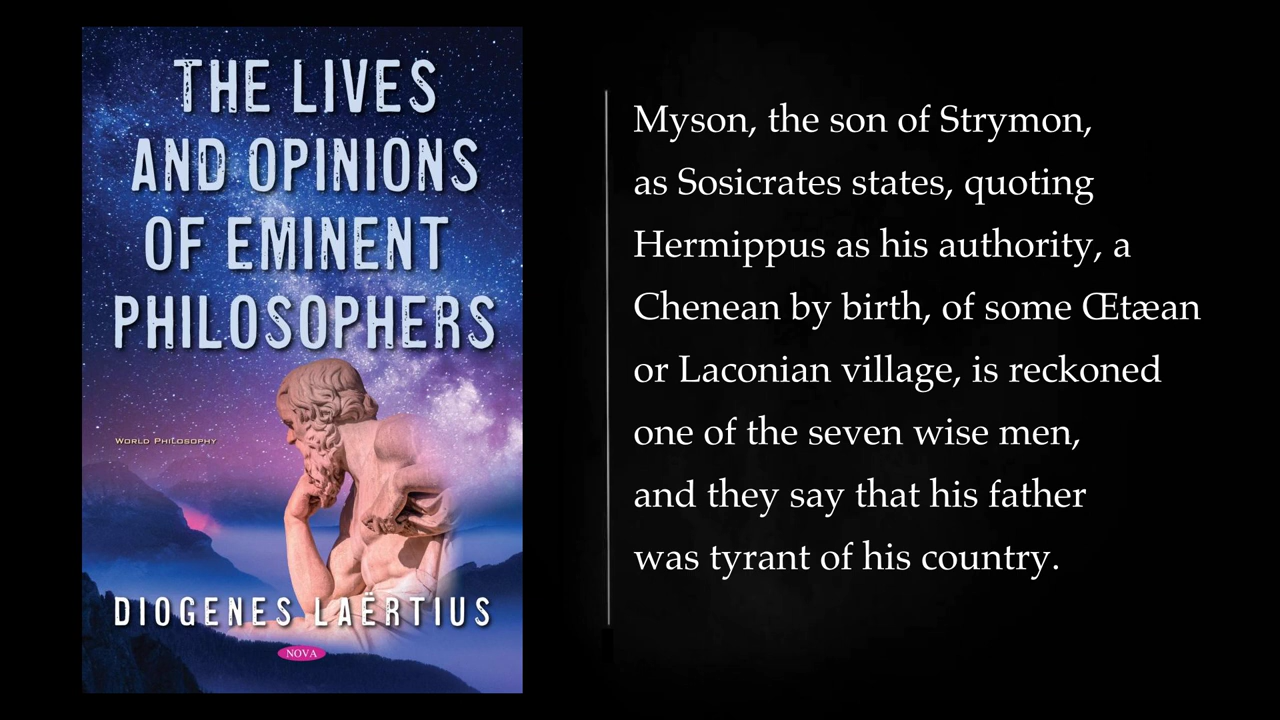 THE LIVES
AND OPINIONS
OF EMINENT
PHILOSOPHERS
WORLD PHILOSOPHY
DIOGENES LAËRTIUS
NOVA
Myson, the son of Strymon,
as Sosicrates states, quoting
Hermippus as his authority, a
Chenean by birth, of some Œtæan
or Laconian village, is reckoned
one of the seven wise men,
and they say that his father
was tyrant of his country.